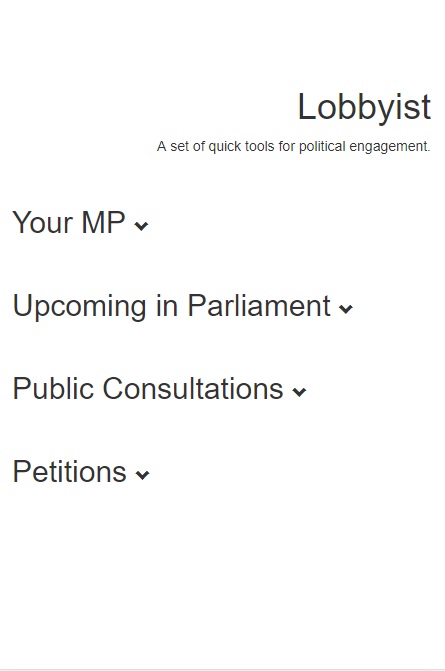 Lobbyist
A set of quick tools for political engagement.
Your MP
Upcoming in Parliament
Public Consultations
Petitions